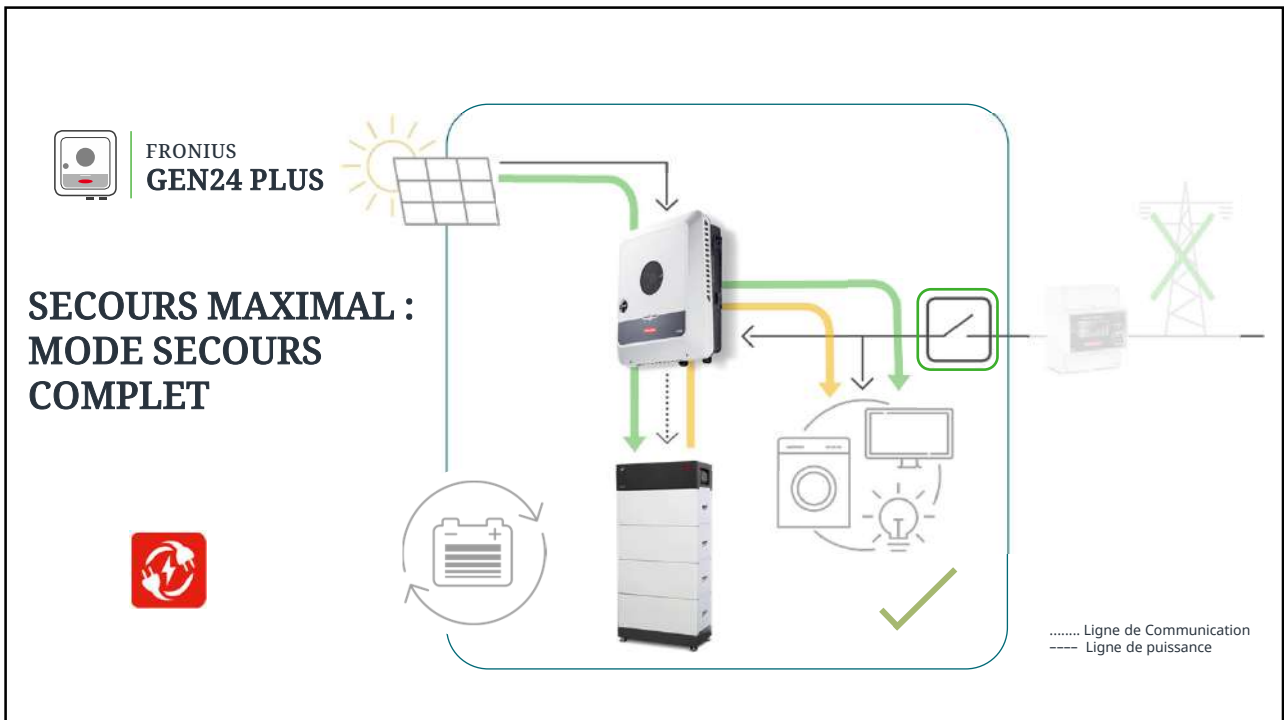 FRONIUS
GEN24 PLUS
SECOURS MAXIMAL :
MODE SECOURS
COMPLET
........ Ligne de Communication
---- Ligne de puissance